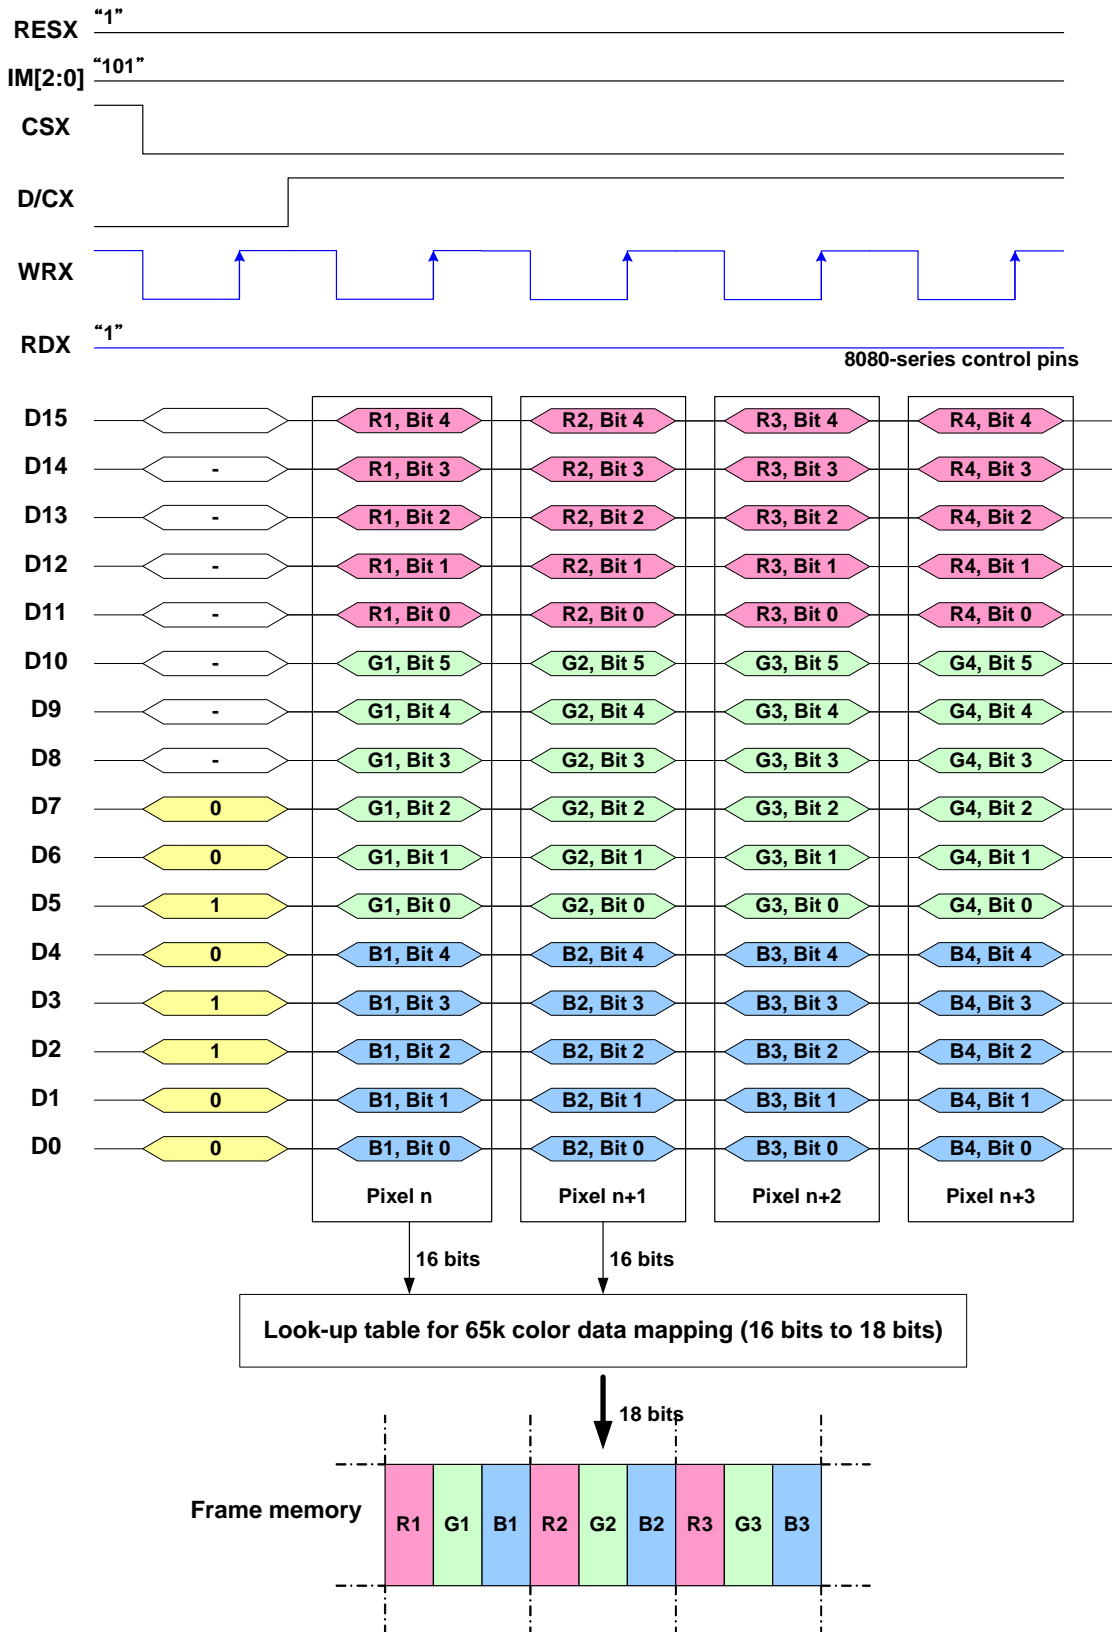 RESX "1"
IM[2:0] "101"
CSX
D/CX
WRX
RDX "1"
8080-series control pins
D15 R1, Bit 4 R2, Bit 4 R3, Bit 4 R4, Bit 4
D14 - R1, Bit 3 R2, Bit 3 R3, Bit 3 R4, Bit 3
D13 - R1, Bit 2 R2, Bit 2 R3, Bit 2 R4, Bit 2
D12 - R1, Bit 1 R2, Bit 1 R3, Bit 1 R4, Bit 1
D11 - R1, Bit 0 R2, Bit 0 R3, Bit 0 R4, Bit 0
D10 - G1, Bit 5 G2, Bit 5 G3, Bit 5 G4, Bit 5
D9 - G1, Bit 4 G2, Bit 4 G3, Bit 4 G4, Bit 4
D8 - G1, Bit 3 G2, Bit 3 G3, Bit 3 G4, Bit 3
D7 0 G1, Bit 2 G2, Bit 2 G3, Bit 2 G4, Bit 2
D6 0 G1, Bit 1 G2, Bit 1 G3, Bit 1 G4, Bit 1
D5 1 G1, Bit 0 G2, Bit 0 G3, Bit 0 G4, Bit 0
D4 0 B1, Bit 4 B2, Bit 4 B3, Bit 4 B4, Bit 4
D3 1 B1, Bit 3 B2, Bit 3 B3, Bit 3 B4, Bit 3
D2 1 B1, Bit 2 B2, Bit 2 B3, Bit 2 B4, Bit 2
D1 0 B1, Bit 1 B2, Bit 1 B3, Bit 1 B4, Bit 1
D0 0 B1, Bit 0 B2, Bit 0 B3, Bit 0 B4, Bit 0
Pixel n Pixel n+1 Pixel n+2 Pixel n+3
16 bits 16 bits
Look-up table for 65k color data mapping (16 bits to 18 bits)
18 bits
Frame memory R1 G1 B1 R2 G2 B2 R3 G3 B3